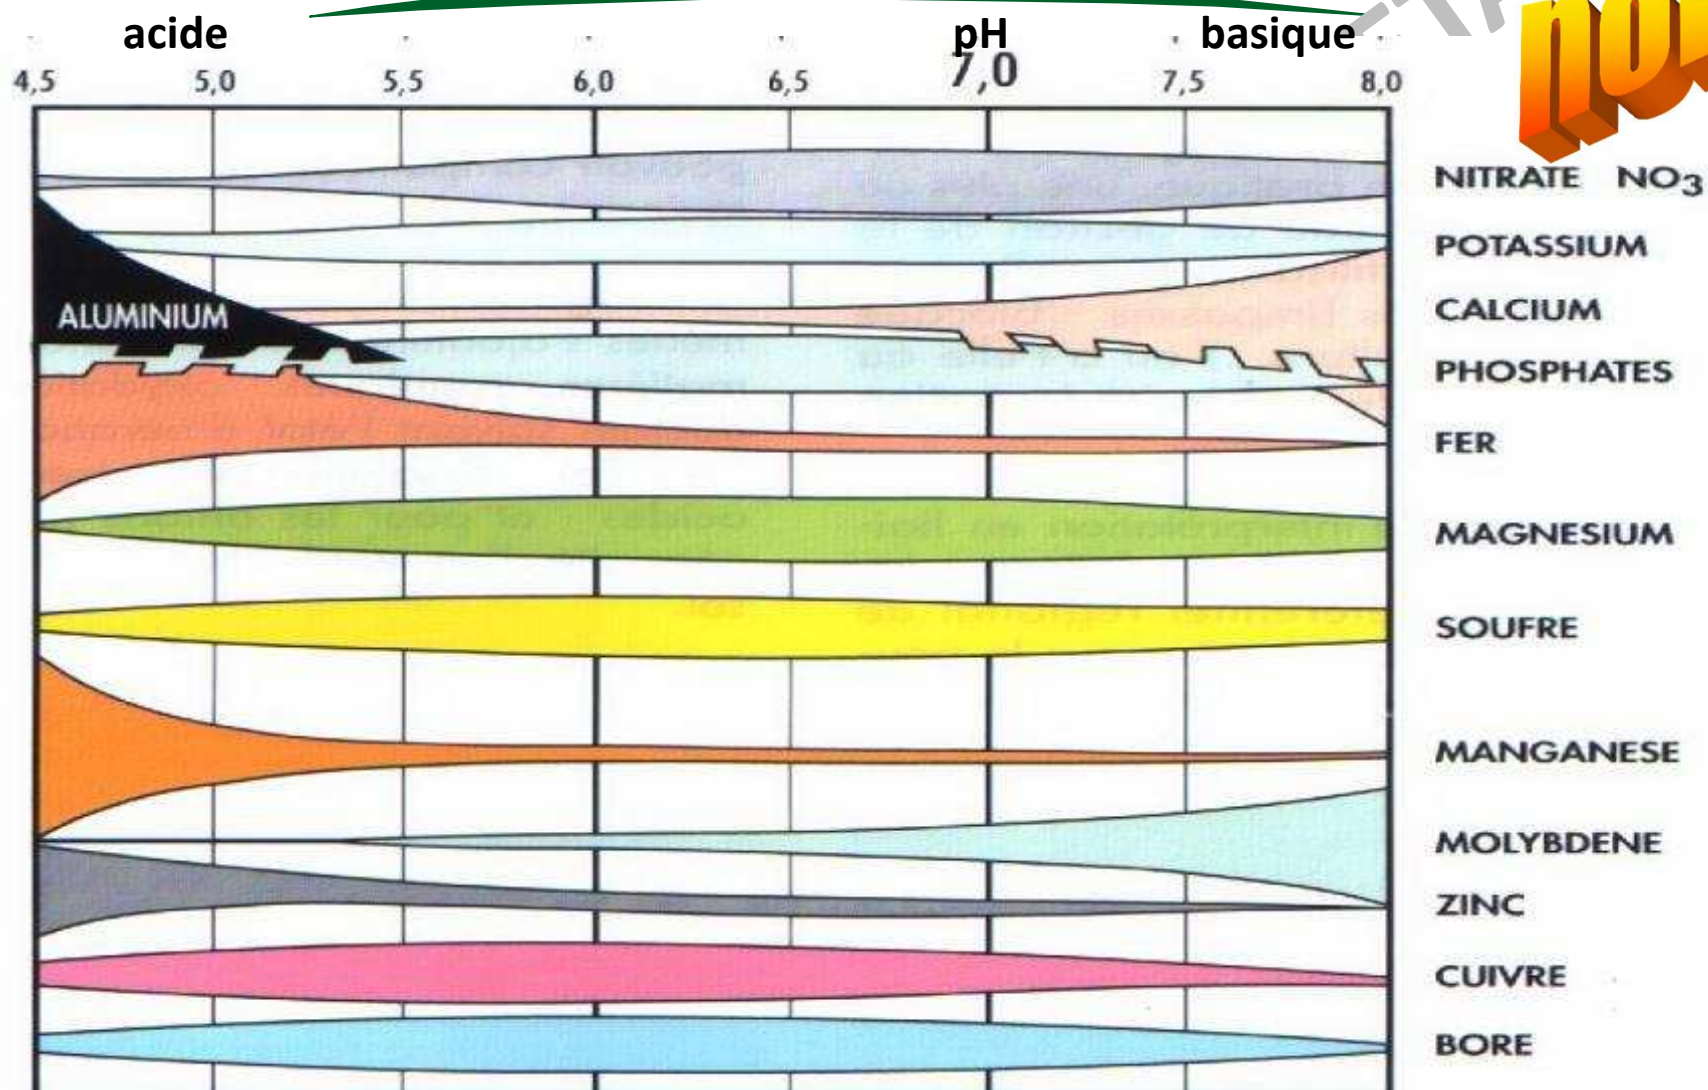 acide pH basique
4,5 5,0 5,5 6,0 6,5 7,0 7,5 8,0
NITRATE NO3
POTASSIUM
CALCIUM
ALUMINIUM
PHOSPHATES
FER
MAGNESIUM
SOUFRE
MANGANESE
MOLYBDENE
ZINC
CUIVRE
BORE